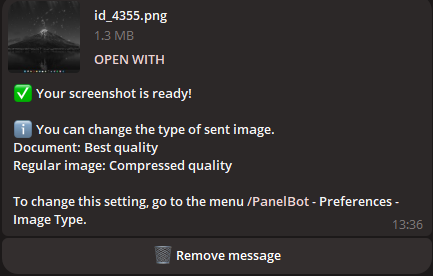 id_4355.png
1.3 MB
OPEN WITH
✅ Your screenshot is ready!
ℹ️ You can change the type of sent image.
Document: Best quality
Regular image: Compressed quality
To change this setting, go to the menu /PanelBot - Preferences -
Image Type.
13:36
🗑️ Remove message